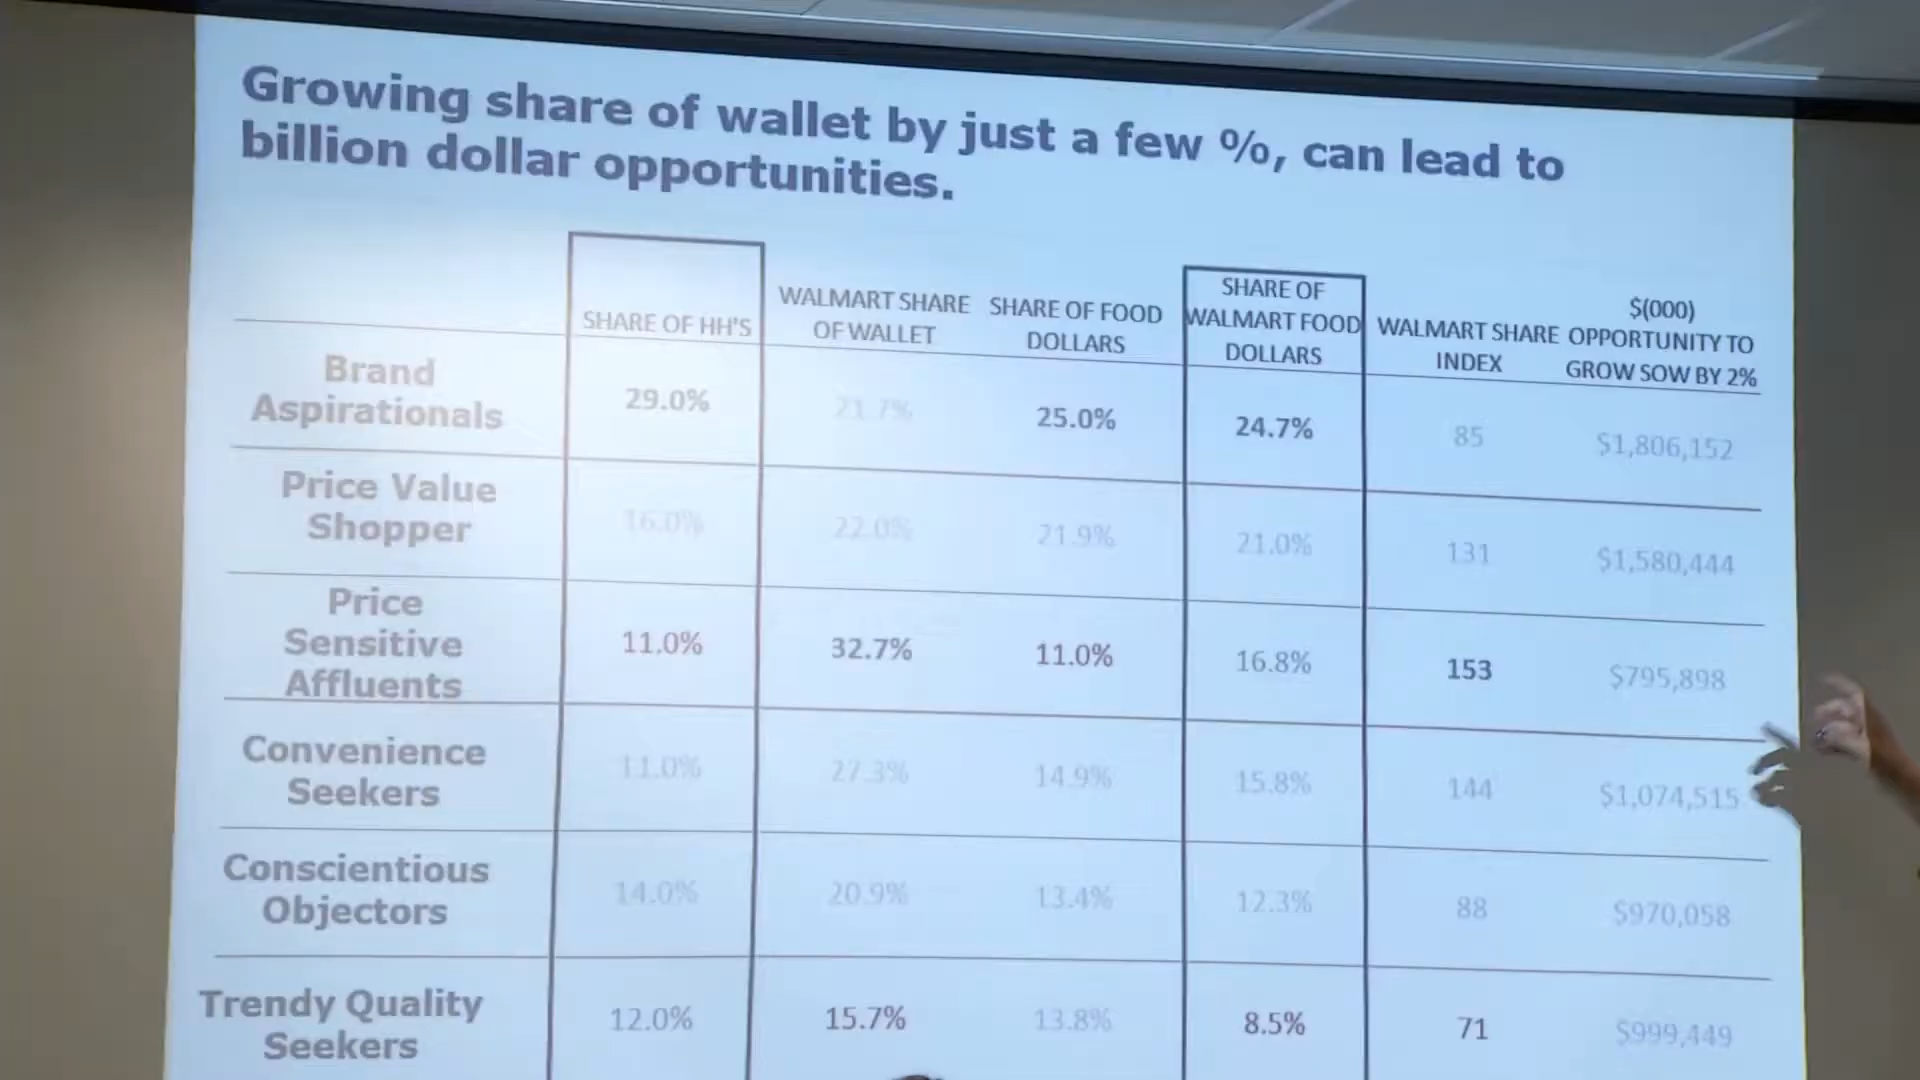 Growing share of wallet by just a few %, can lead to
billion dollar opportunities.
SHARE OF HH'S
WALMART SHARE
OF WALLET
SHARE OF FOOD
DOLLARS
SHARE OF
WALMART FOOD
DOLLARS
WALMART SHARE
INDEX
$(000)
OPPORTUNITY TO
GROW SOW BY 2%
Brand
Aspirationals
29.0% 21.7% 25.0% 24.7% 85 $1,806,152
Price Value
Shopper
16.0% 22.0% 21.9% 21.0% 131 $1,580,444
Price
Sensitive
Affluents
11.0% 32.7% 11.0% 16.8% 153 $795,898
Convenience
Seekers
11.0% 27.3% 14.9% 15.8% 144 $1,074,515
Conscientious
Objectors
14.0% 20.9% 13.4% 12.3% 88 $970,058
Trendy Quality
Seekers
12.0% 15.7% 13.8% 8.5% 71 $999,449